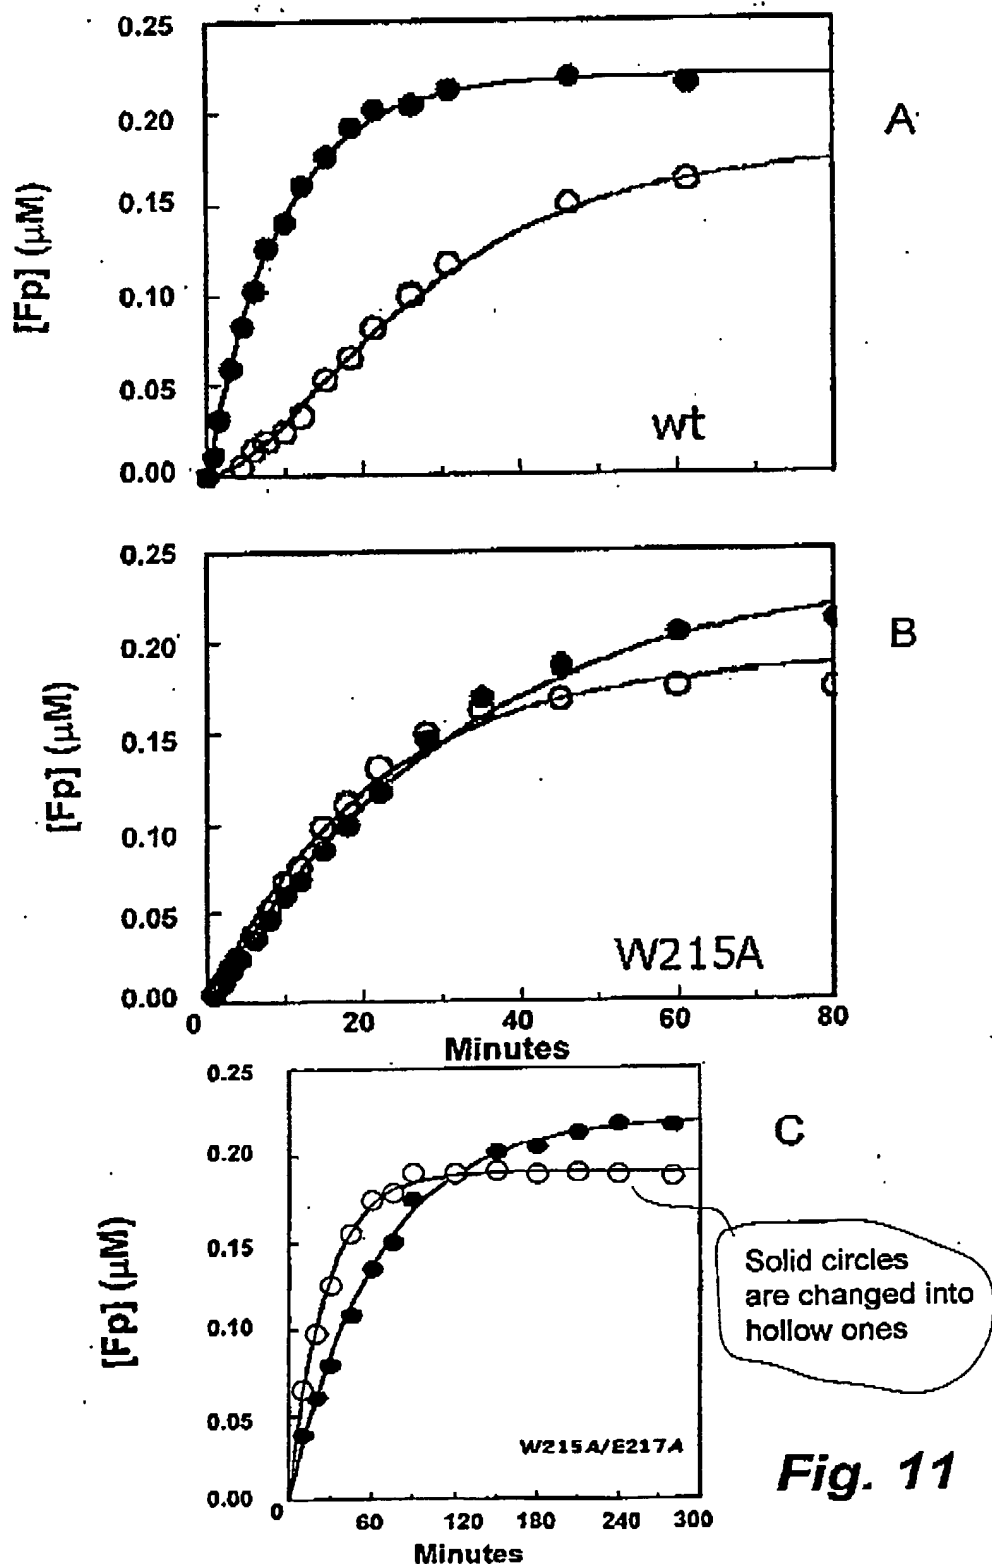 0.25
0.20
0.15
0.10
0.05
0.00
[Fp] (µM)
A
wt
0.25
0.20
0.15
0.10
0.05
0.00
[Fp] (µM)
B
W215A
0 20 40 60 80
Minutes
0.25
0.20
0.15
0.10
0.05
0.00
[Fp] (µM)
C
Solid circles
are changed into
hollow ones
W215A/E217A
0 60 120 180 240 300
Minutes
Fig. 11